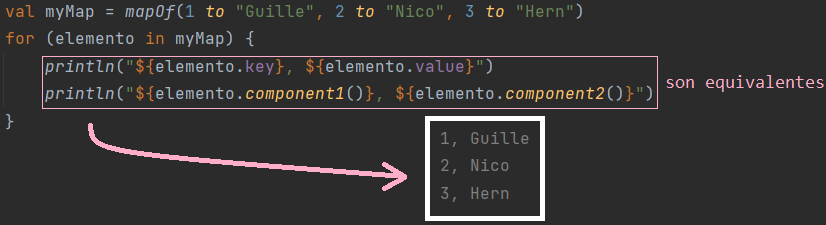 val myMap = mapOf(1 to "Guille", 2 to "Nico", 3 to "Hern")
for (elemento in myMap) {
println("${elemento.key}, ${elemento.value}")
println("${elemento.component1()}, ${elemento.component2()}")
son equivalentes
}
1, Guille
2, Nico
3, Hern